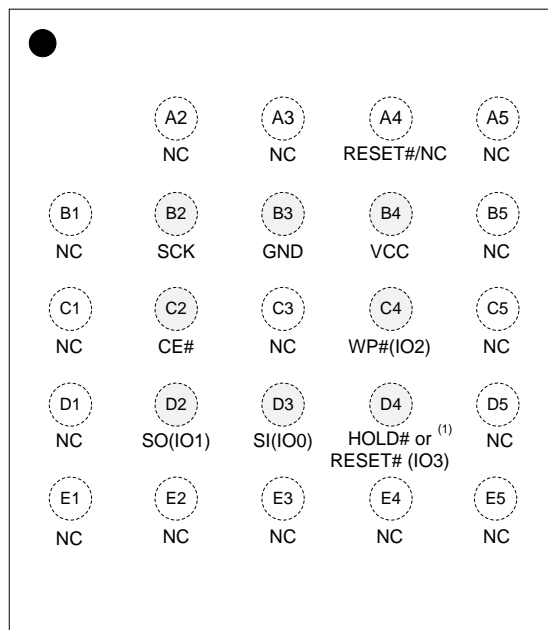 A2 A3 A4 A5
NC NC RESET#/NC NC
B1 B2 B3 B4 B5
NC SCK GND VCC NC
C1 C2 C3 C4 C5
NC CE# NC WP#(IO2) NC
D1 D2 D3 D4 D5
NC SO(IO1) SI(IO0) HOLD# or (1) NC
RESET# (IO3)
E1 E2 E3 E4 E5
NC NC NC NC NC